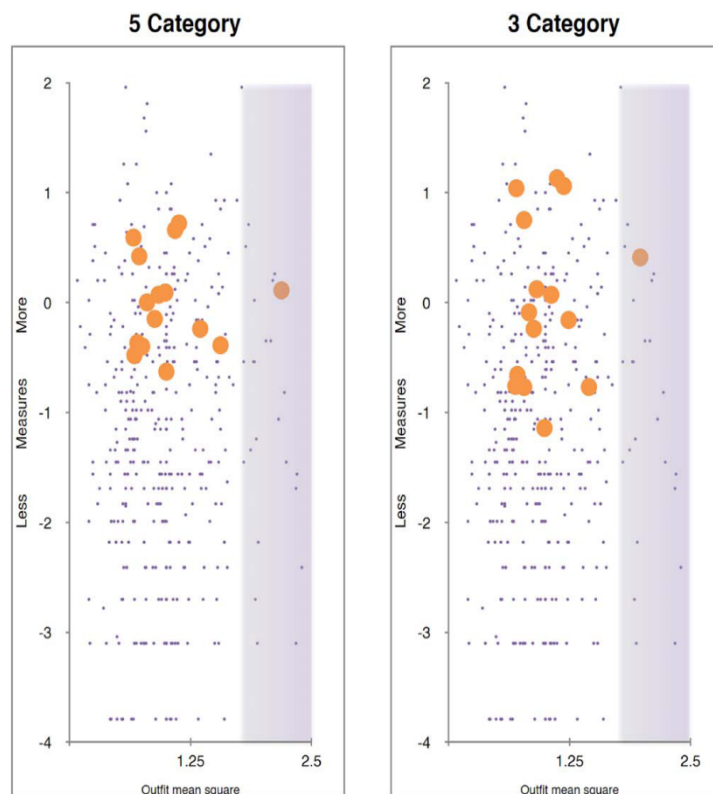 5 Category
3 Category
2
1
0
-1
-2
-3
-4
More
Measures
Less
1.25
2.5
Outfit mean square
2
1
0
-1
-2
-3
-4
More
Measures
Less
1.25
2.5
Outfit mean square